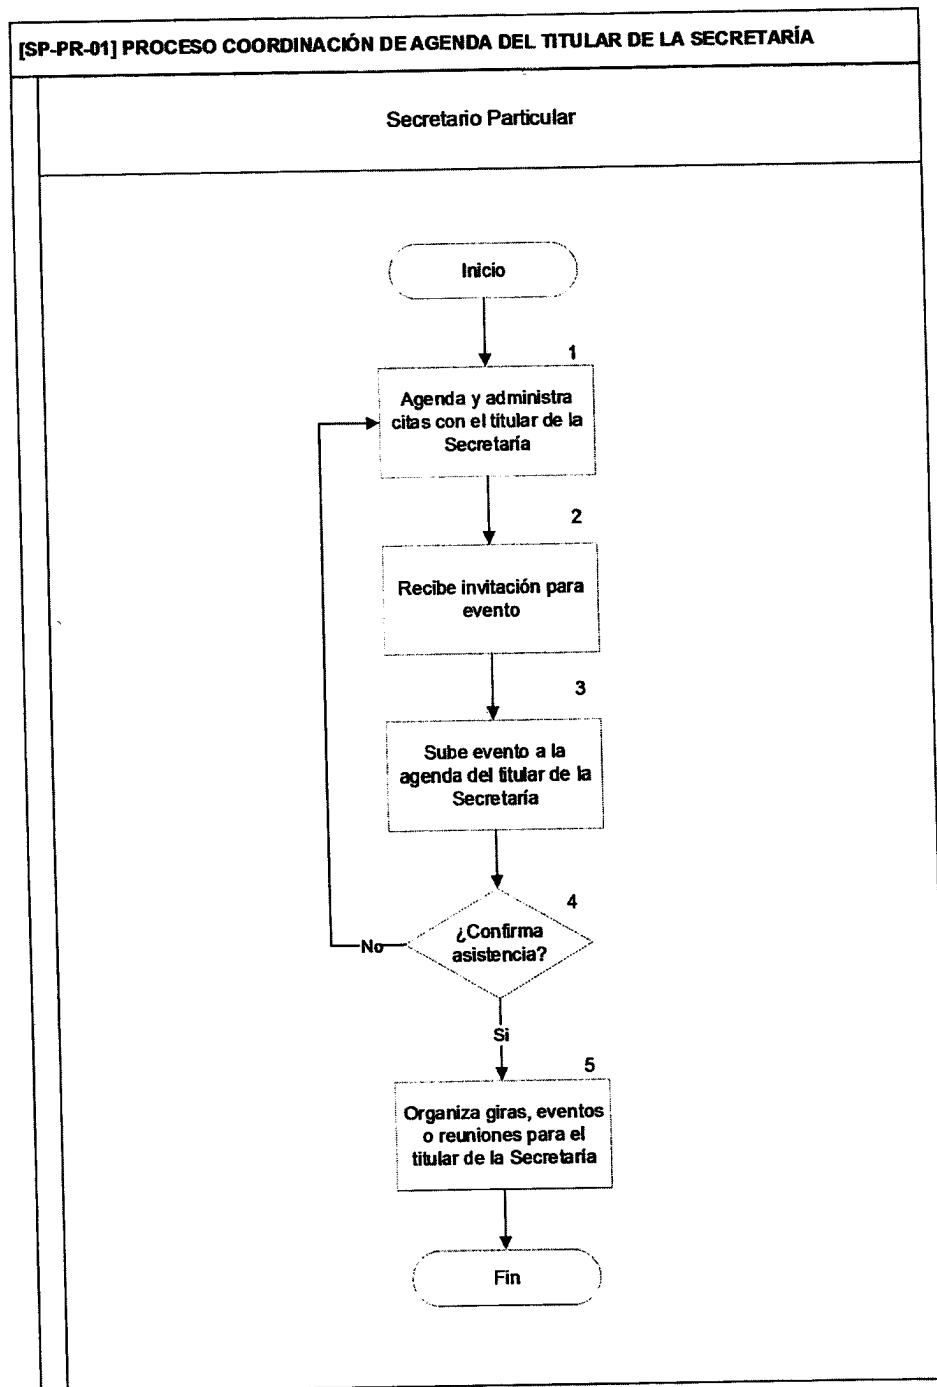 [SP-PR-01] PROCESO COORDINACIÓN DE AGENDA DEL TITULAR DE LA SECRETARÍA
Secretario Particular
Inicio
1
Agenda y administra
citas con el titular de la
Secretaría
2
Recibe invitación para
evento
3
Sube evento a la
agenda del titular de la
Secretaría
4
¿Confirma
asistencia?
No
Si
5
Organiza giras, eventos
o reuniones para el
titular de la Secretaría
Fin